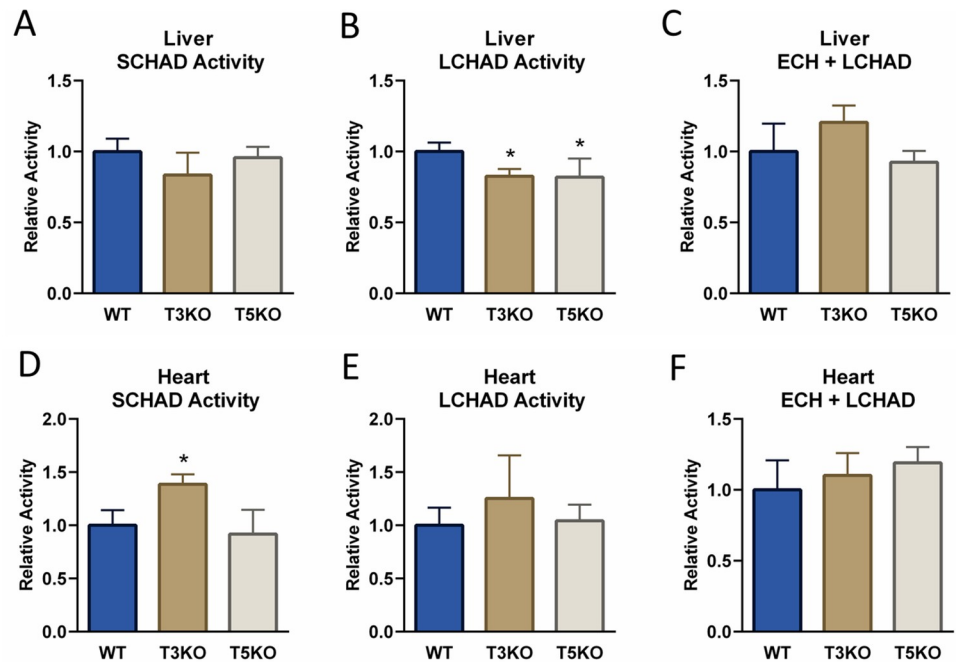 A
Liver
SCHAD Activity
Relative Activity
1.5
1.0
0.5
0.0
WT
T3KO
T5KO
B
Liver
LCHAD Activity
Relative Activity
1.5
1.0
0.5
0.0
*
*
WT
T3KO
T5KO
C
Liver
ECH + LCHAD
Relative Activity
1.5
1.0
0.5
0.0
WT
T3KO
T5KO
D
Heart
SCHAD Activity
Relative Activity
2.0
1.5
1.0
0.5
0.0
*
WT
T3KO
T5KO
E
Heart
LCHAD Activity
Relative Activity
2.0
1.5
1.0
0.5
0.0
WT
T3KO
T5KO
F
Heart
ECH + LCHAD
Relative Activity
1.5
1.0
0.5
0.0
WT
T3KO
T5KO